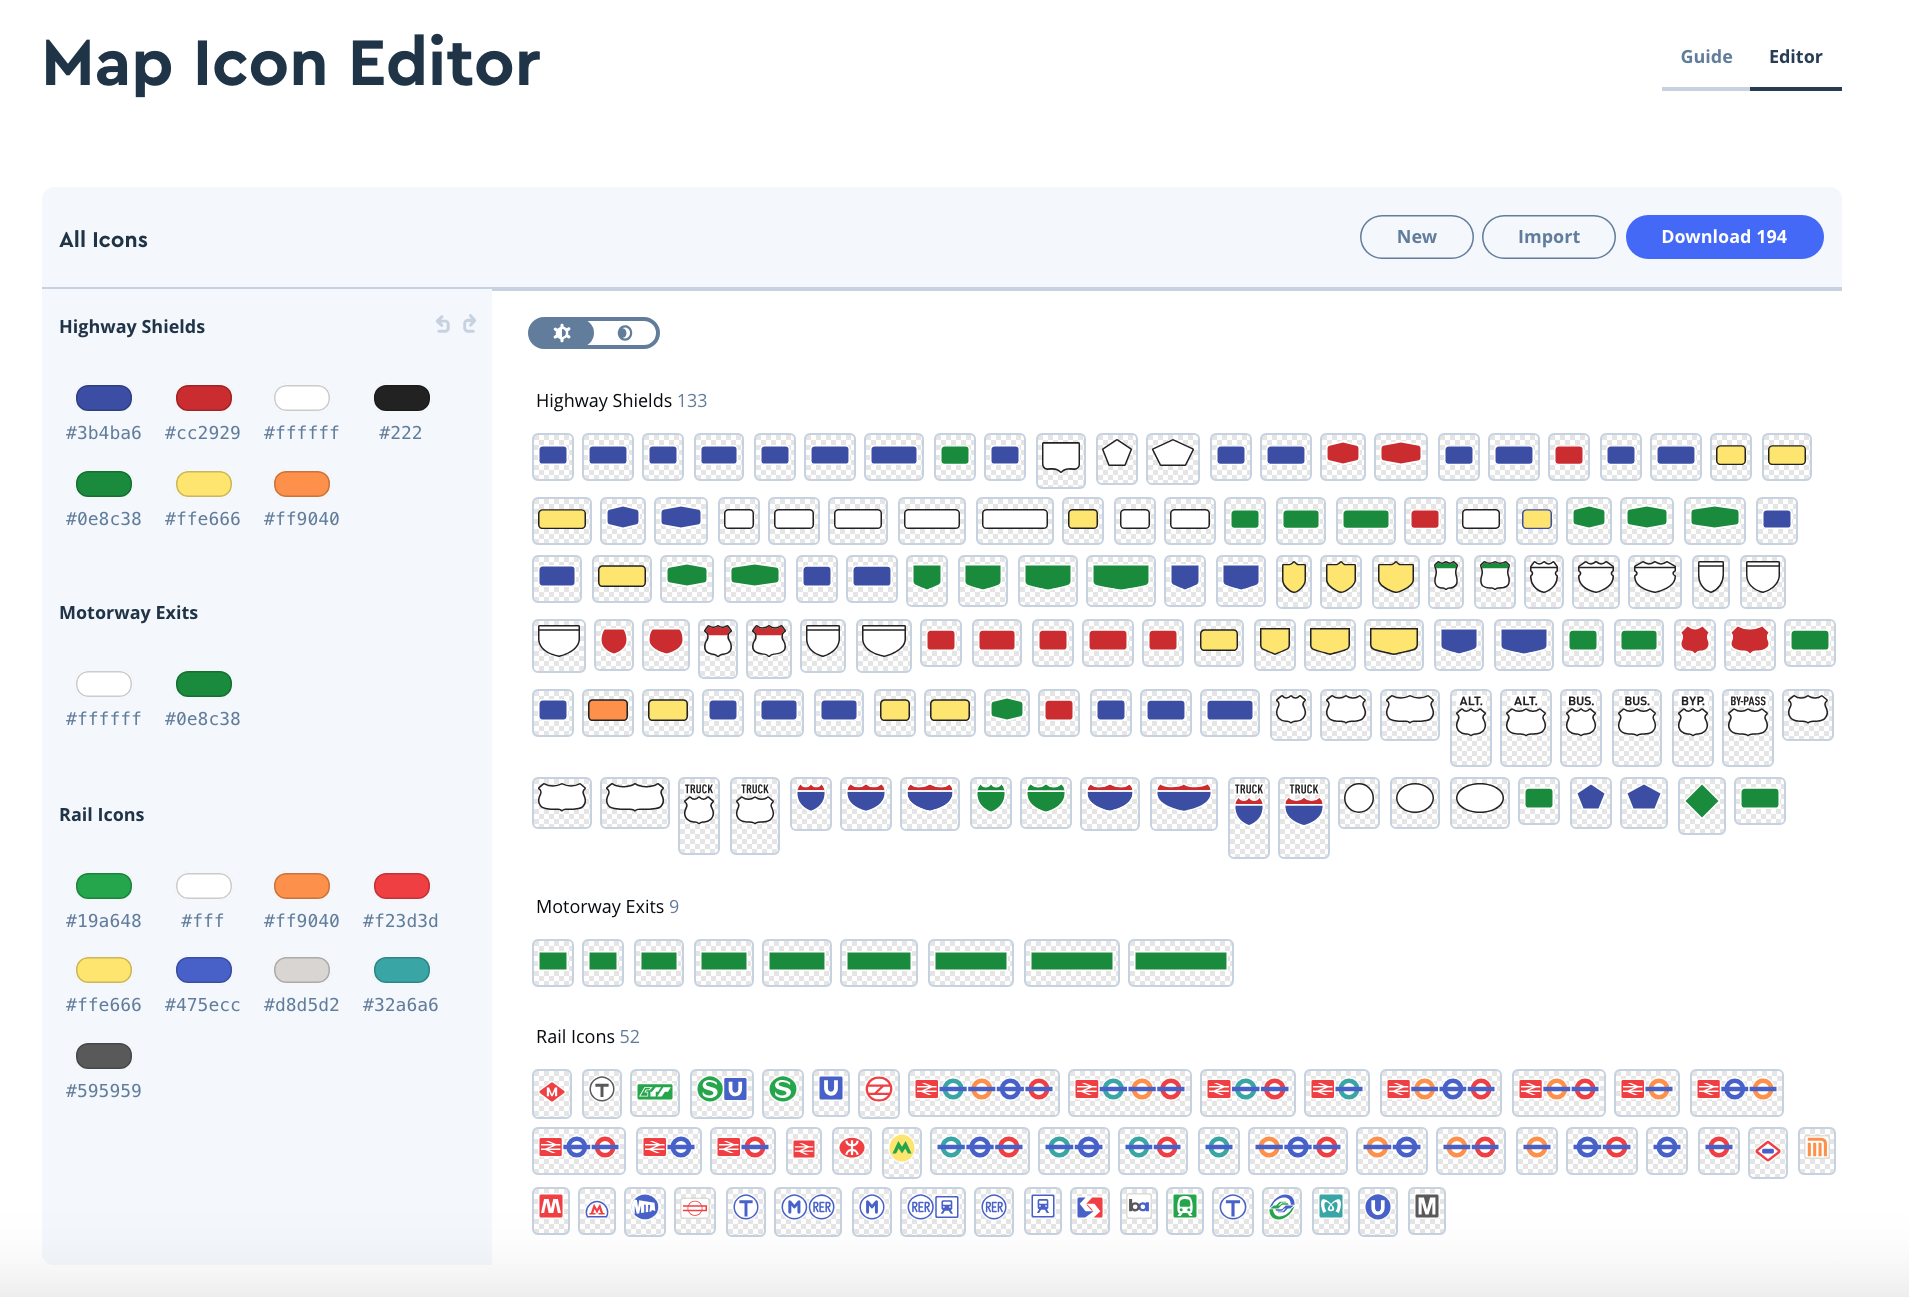 Map Icon Editor
Guide Editor
All Icons
New Import Download 194
Highway Shields
#3b4ba6 #cc2929 #ffffff #222
#0e8c38 #ffe666 #ff9040
Motorway Exits
#ffffff #0e8c38
Rail Icons
#19a648 #fff #ff9040 #f23d3d
#ffe666 #475ecc #d8d5d2 #32a6a6
#595959
Highway Shields 133
ALT. ALT. BUS. BUS. BYP. BY-PASS
TRUCK TRUCK TRUCK TRUCK
Motorway Exits 9
Rail Icons 52
M T S U S U
M
M M MTA T M RER M RER RER T U M